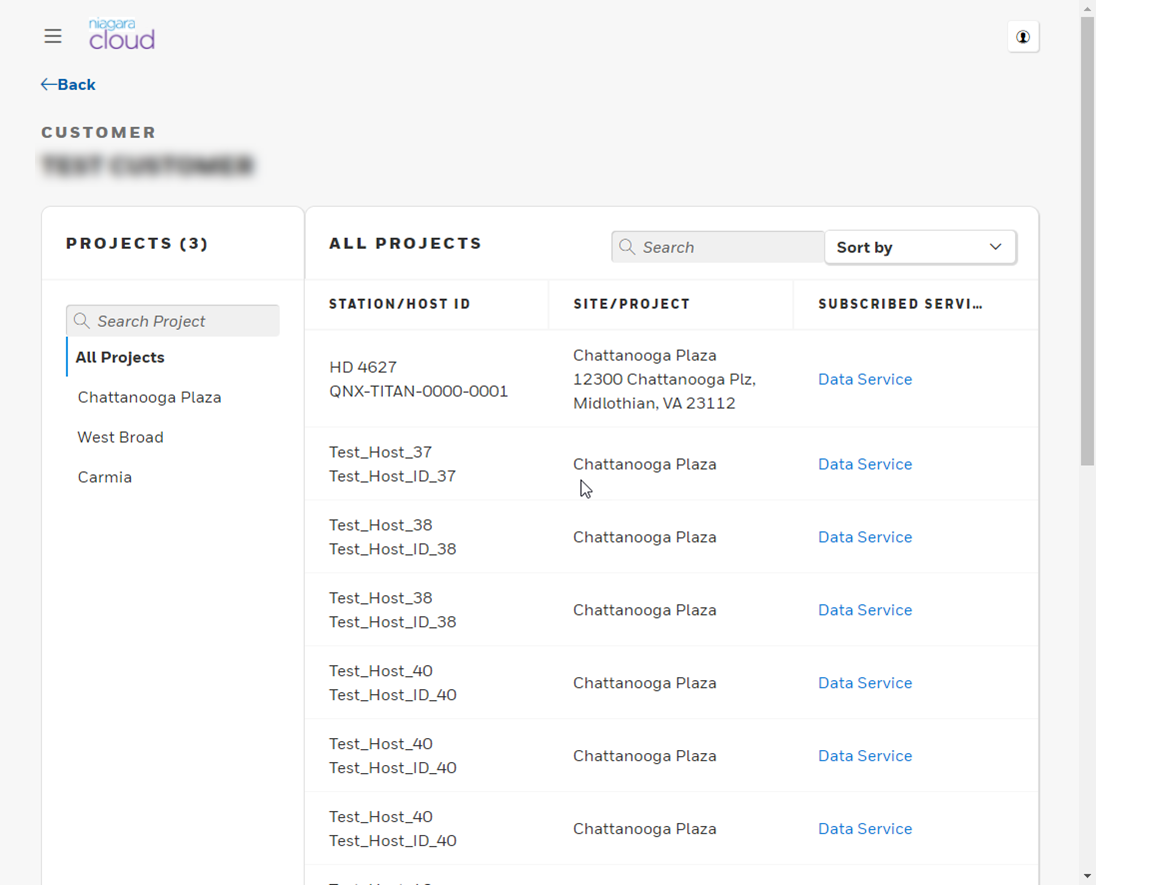 niagara
cloud
Back
CUSTOMER
TEST CUSTOMER
PROJECTS (3)
Search Project
All Projects
Chattanooga Plaza
West Broad
Carmia
ALL PROJECTS
Search
Sort by
STATION/HOST ID SITE/PROJECT SUBSCRIBED SERVI...
HD 4627
QNX-TITAN-0000-0001
Chattanooga Plaza
12300 Chattanooga Plz,
Midlothian, VA 23112
Data Service
Test_Host_37
Test_Host_ID_37
Chattanooga Plaza
Data Service
Test_Host_38
Test_Host_ID_38
Chattanooga Plaza
Data Service
Test_Host_38
Test_Host_ID_38
Chattanooga Plaza
Data Service
Test_Host_40
Test_Host_ID_40
Chattanooga Plaza
Data Service
Test_Host_40
Test_Host_ID_40
Chattanooga Plaza
Data Service
Test_Host_40
Test_Host_ID_40
Chattanooga Plaza
Data Service